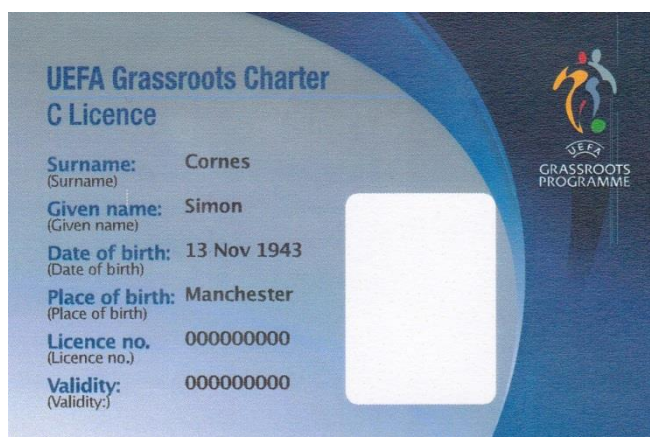 UEFA Grassroots Charter
C Licence
Surname: Cornes
(Surname)
Given name: Simon
(Given name)
Date of birth: 13 Nov 1943
(Date of birth)
Place of birth: Manchester
(Place of birth)
Licence no. 000000000
(Licence no.)
Validity: 000000000
(Validity:)
UEFA
GRASSROOTS
PROGRAMME